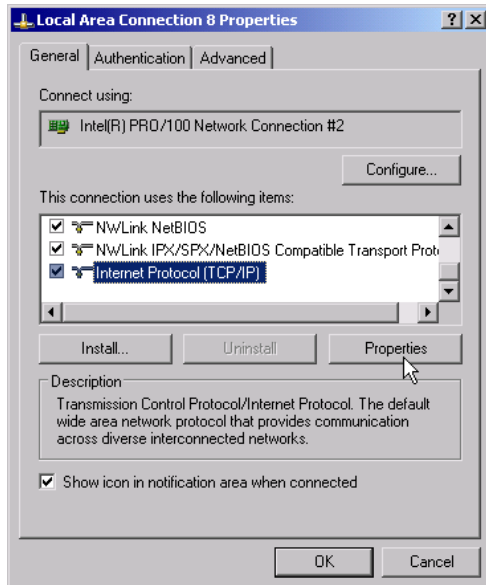 Local Area Connection 8 Properties
General Authentication Advanced
Connect using:
Intel(R) PRO/100 Network Connection #2
Configure...
This connection uses the following items:
NWLink NetBIOS
NWLink IPX/SPX/NetBIOS Compatible Transport Proto
Internet Protocol (TCP/IP)
Install... Uninstall Properties
Description
Transmission Control Protocol/Internet Protocol. The default
wide area network protocol that provides communication
across diverse interconnected networks.
Show icon in notification area when connected
OK Cancel